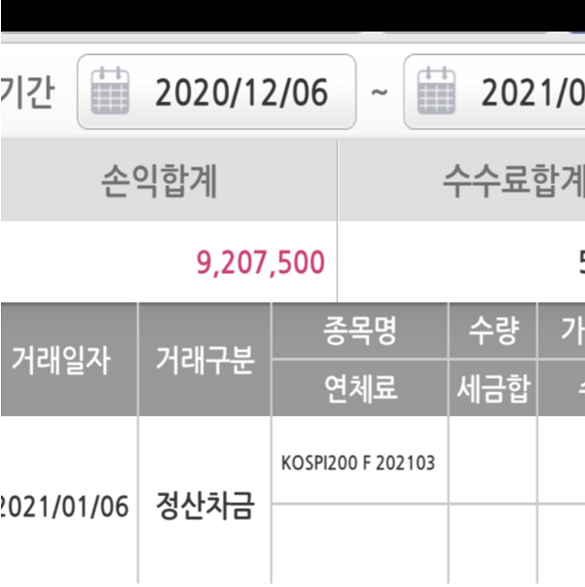 기간 2020/12/06 ~ 2021/0
손익합계 수수료합계
9,207,500 5
거래일자 거래구분 종목명 수량 가
연체료 세금합 수
2021/01/06 정산차금 KOSPI200 F 202103